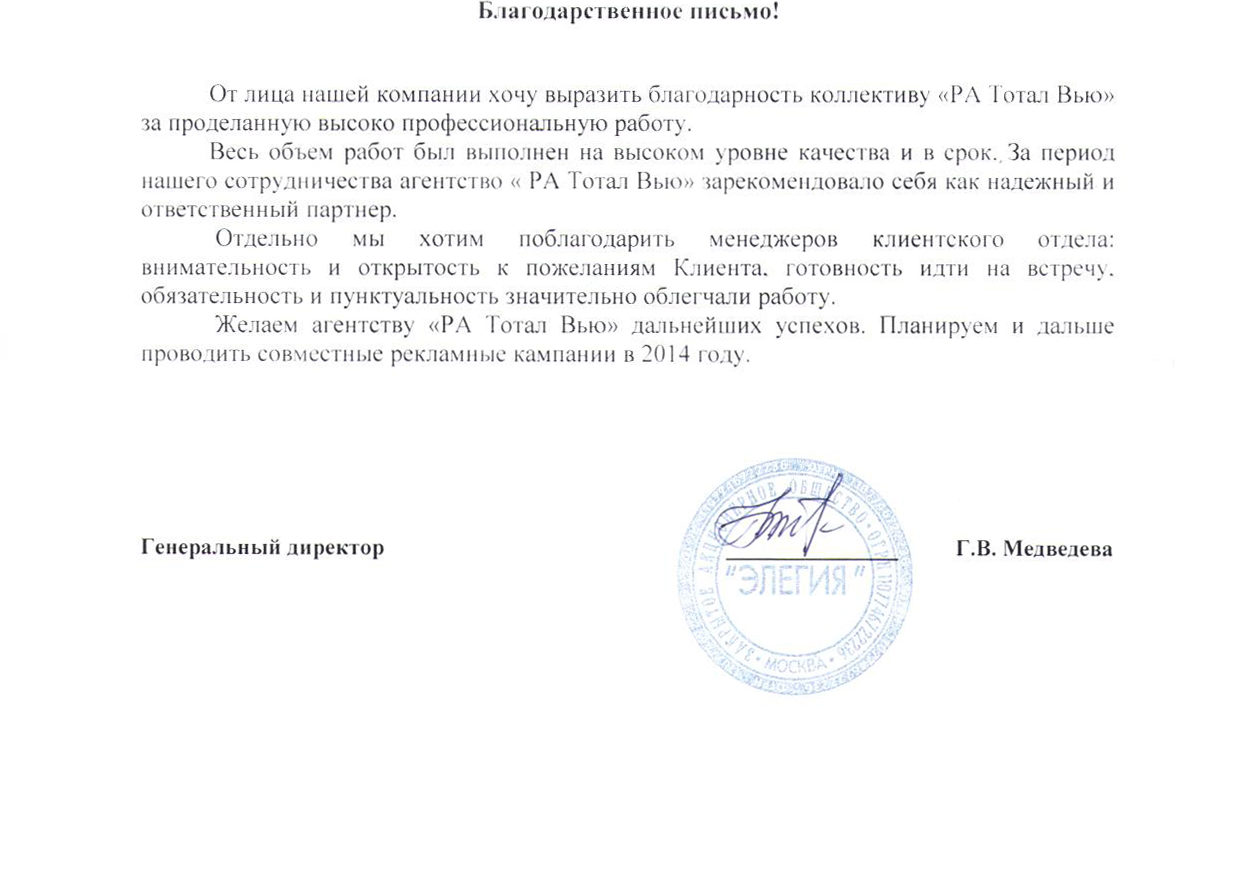 Благодарственное письмо!
От лица нашей компании хочу выразить благодарность коллективу «РА Тотал Вью»
за проделанную высоко профессиональную работу.
Весь объем работ был выполнен на высоком уровне качества и в срок. За период
нашего сотрудничества агентство « РА Тотал Вью» зарекомендовало себя как надежный и
ответственный партнер.
Отдельно мы хотим поблагодарить менеджеров клиентского отдела:
внимательность и открытость к пожеланиям Клиента, готовность идти на встречу,
обязательность и пунктуальность значительно облегчали работу.
Желаем агентству «РА Тотал Вью» дальнейших успехов. Планируем и дальше
проводить совместные рекламные кампании в 2014 году.
Генеральный директор
Г.В. Медведева
ЗАКРЫТОЕ АКЦИОНЕРНОЕ ОБЩЕСТВО • ОГРН
"ЭЛЕГИЯ"
• МОСКВА •